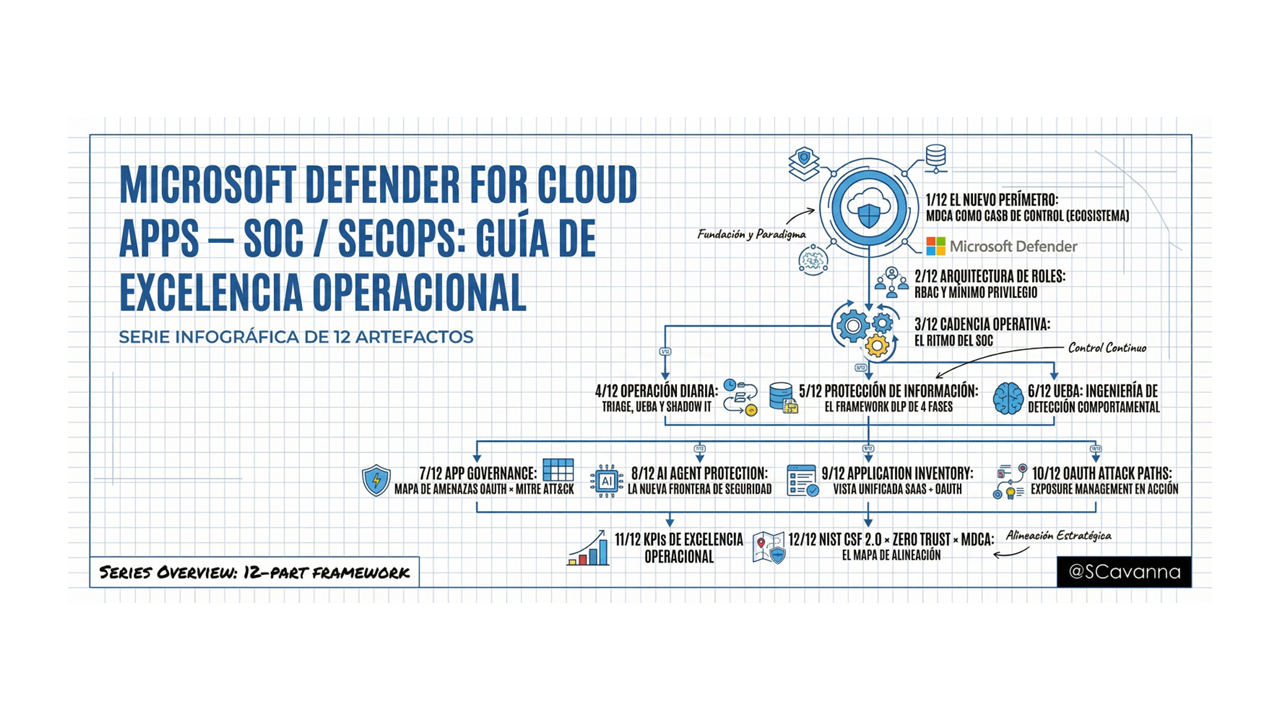 MICROSOFT DEFENDER FOR CLOUD
APPS – SOC / SECOPS: GUÍA DE
EXCELENCIA OPERACIONAL
SERIE INFOGRÁFICA DE 12 ARTEFACTOS
Fundación y Paradigma
1/12 EL NUEVO PERÍMETRO:
MDCA COMO CASB DE CONTROL (ECOSISTEMA)
Microsoft Defender
2/12 ARQUITECTURA DE ROLES:
RBAC Y MÍNIMO PRIVILEGIO
3/12 CADENCIA OPERATIVA:
EL RITMO DEL SOC
Control Continuo
4/12 OPERACIÓN DIARIA:
TRIAGE, UEBA Y SHADOW IT
5/12 PROTECCIÓN DE INFORMACIÓN:
EL FRAMEWORK DLP DE 4 FASES
6/12 UEBA: INGENIERÍA DE
DETECCIÓN COMPORTAMENTAL
7/12 APP GOVERNANCE:
MAPA DE AMENAZAS OAUTH × MITRE ATT&CK
AI
8/12 AI AGENT PROTECTION:
LA NUEVA FRONTERA DE SEGURIDAD
9/12 APPLICATION INVENTORY:
VISTA UNIFICADA SAAS + OAUTH
10/12 OAUTH ATTACK PATHS:
EXPOSURE MANAGEMENT EN ACCIÓN
11/12 KPIs DE EXCELENCIA
OPERACIONAL
12/12 NIST CSF 2.0 × ZERO TRUST × MDCA:
EL MAPA DE ALINEACIÓN
Alineación Estratégica
SERIES OVERVIEW: 12-PART FRAMEWORK
@SCavanna